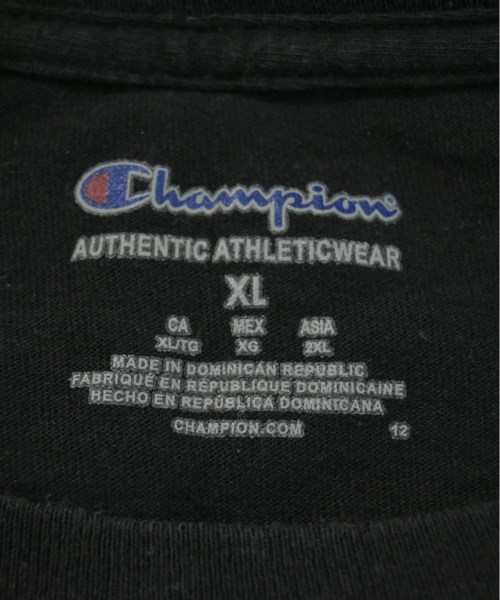 Champion
AUTHENTIC ATHLETICWEAR
XL
CA MEX ASIA
XL/TG XG 2XL
MADE IN DOMINICAN REPUBLIC
FABRIQUÉ EN RÉPUBLIQUE DOMINICAINE
HECHO EN REPÚBLICA DOMINICANA
CHAMPION.COM 12